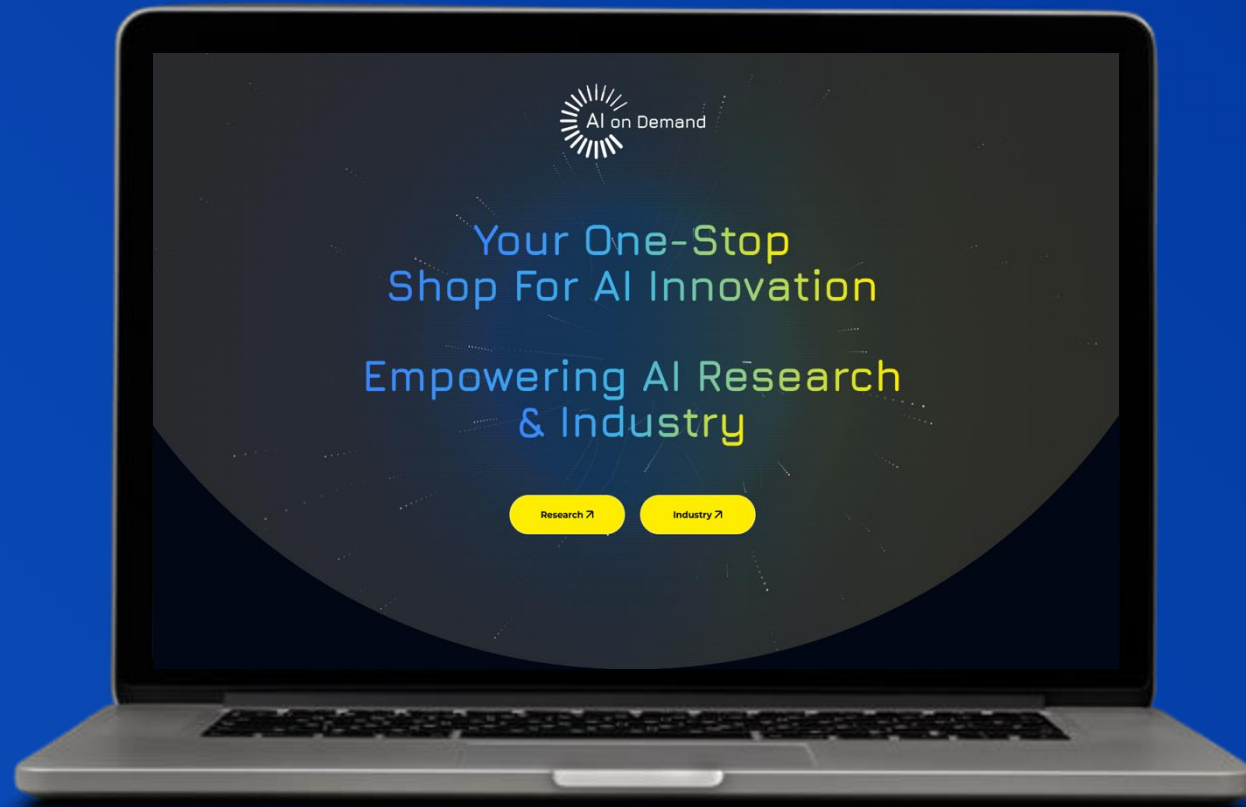 AI on Demand
Your One-Stop
Shop For AI Innovation
Empowering AI Research
& Industry
Research
Industry